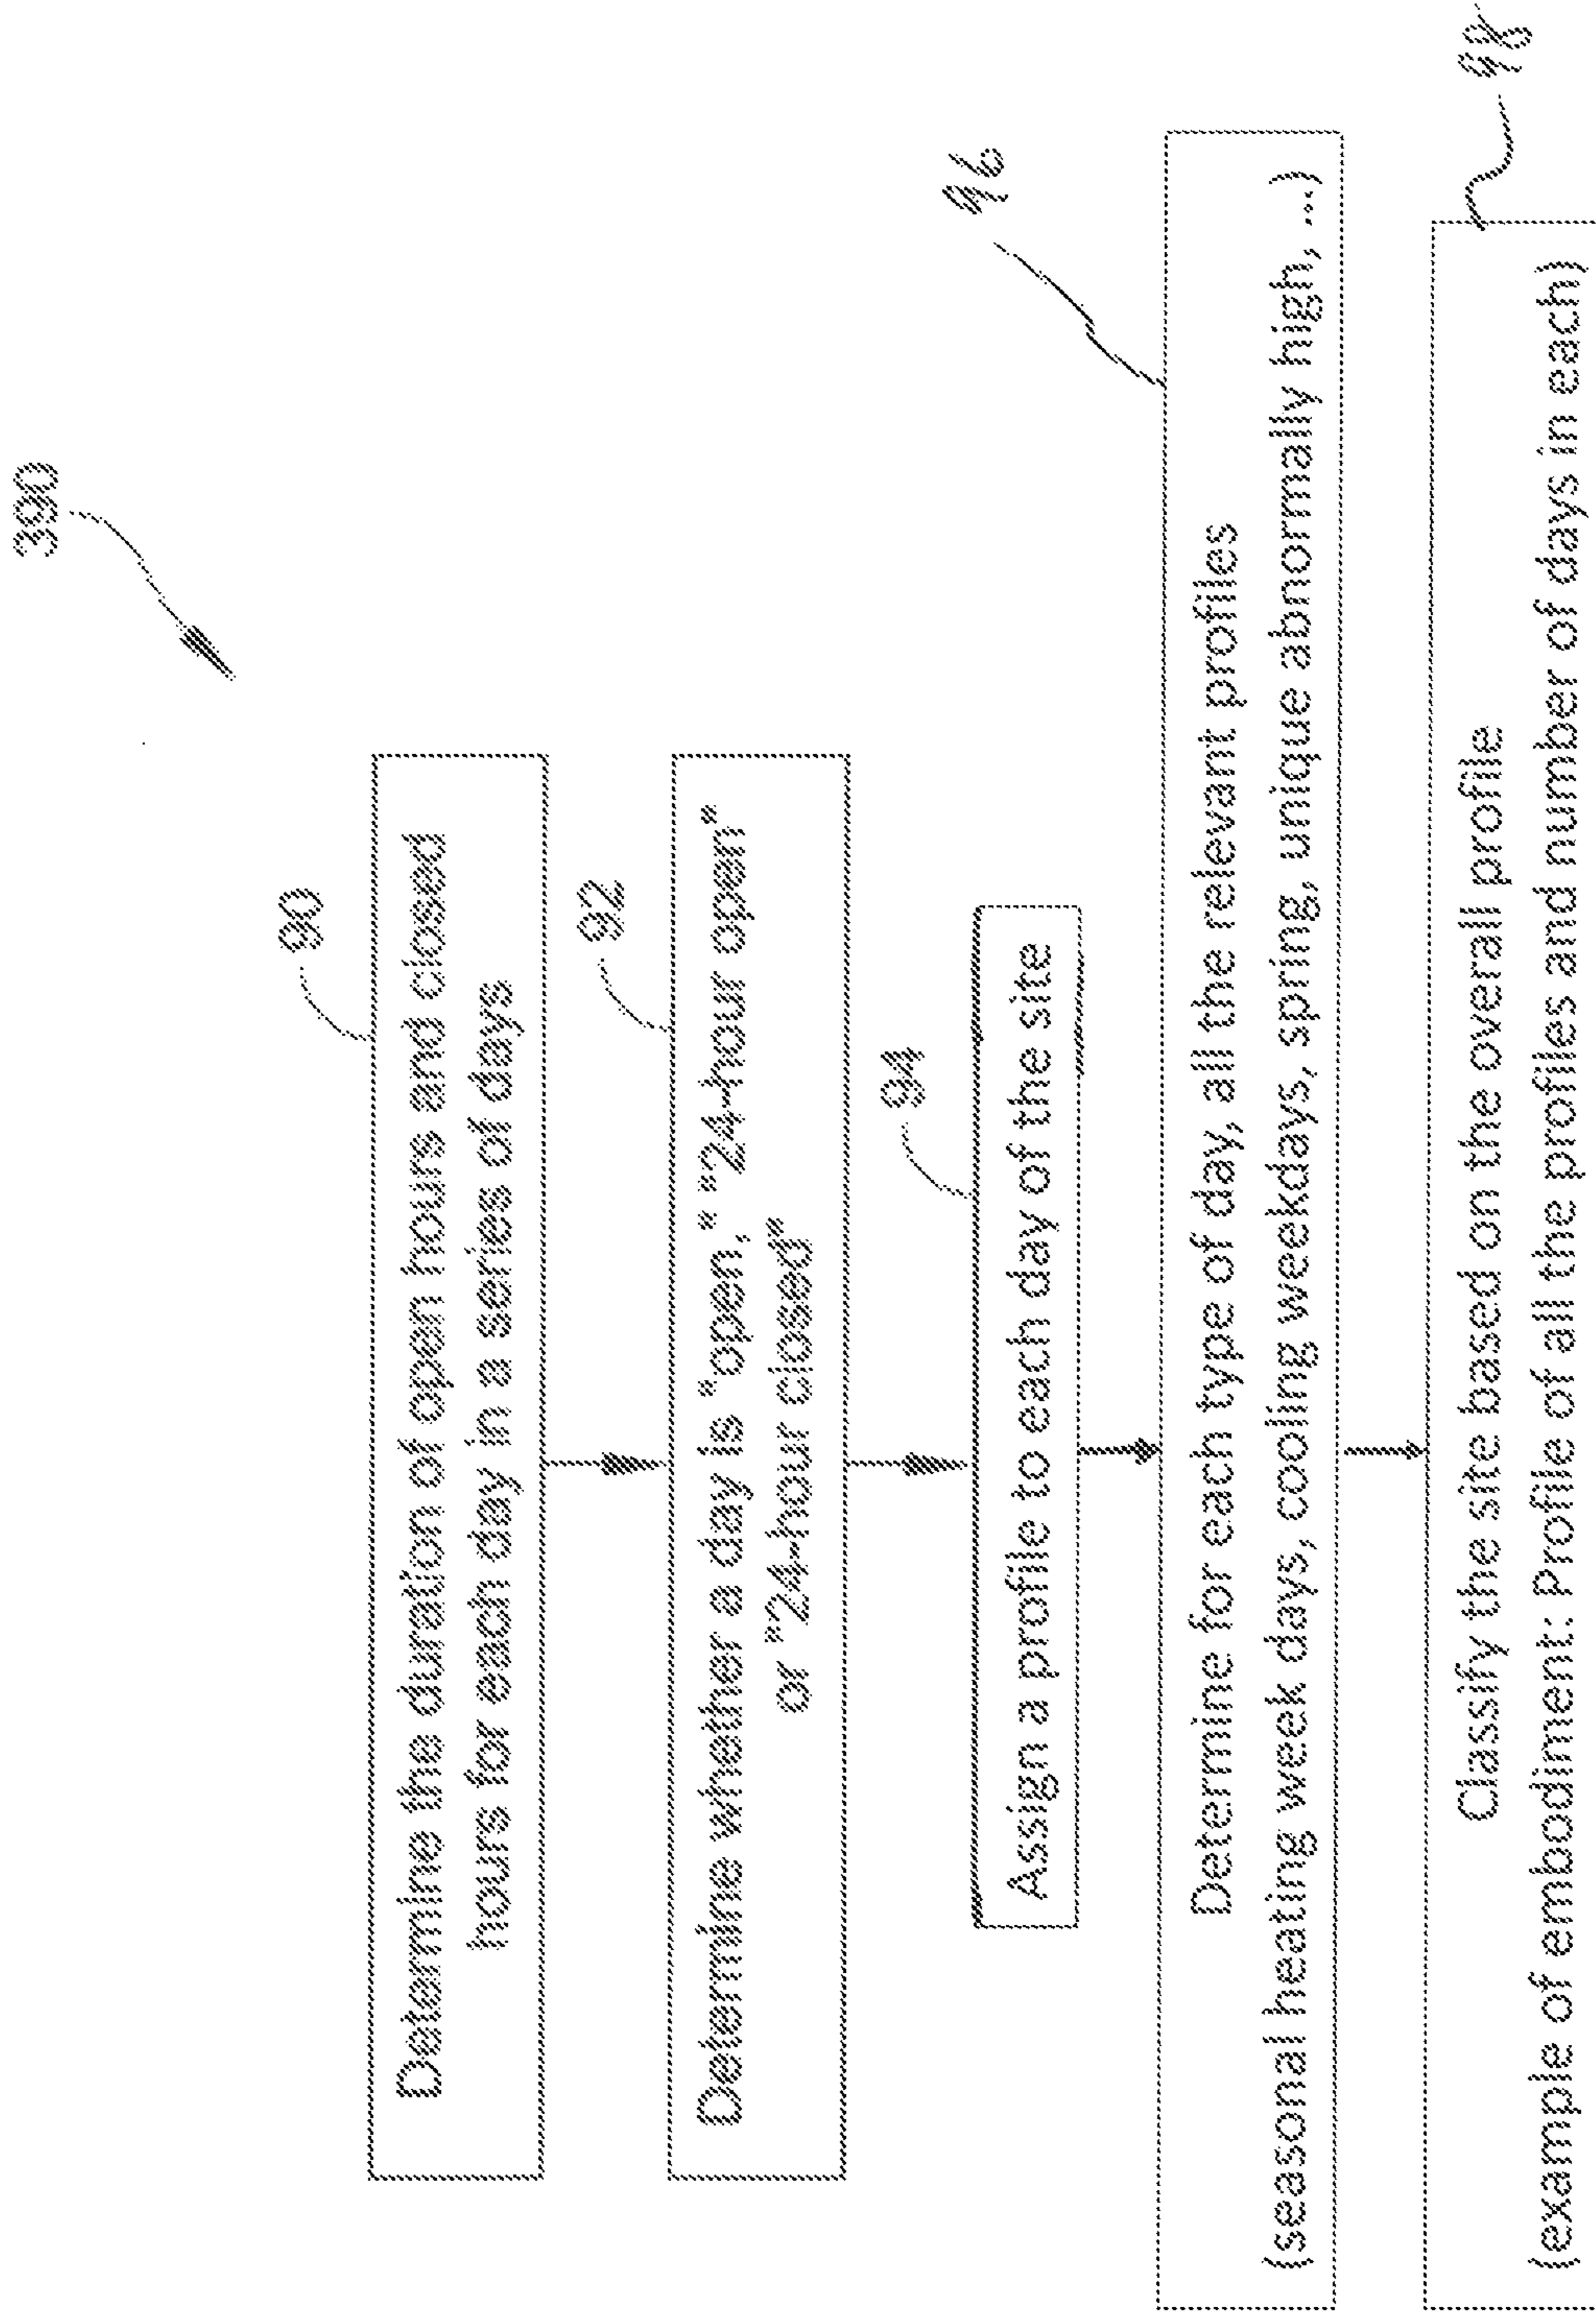 390
90
Determine the duration of open hours and closed
hours for each day in a series of days
92
Determine whether a day is "open," "24-hour open"
or "24-hour closed"
94
Assign a profile to each day of the site
96
Determine for each type of day, all the relevant profiles
(seasonal heating week days, cooling weekdays, spring, unique abnormally high, ...)
98
Classify the site based on the overall profile
(example of embodiment: Profile of all the profiles and number of days in each)